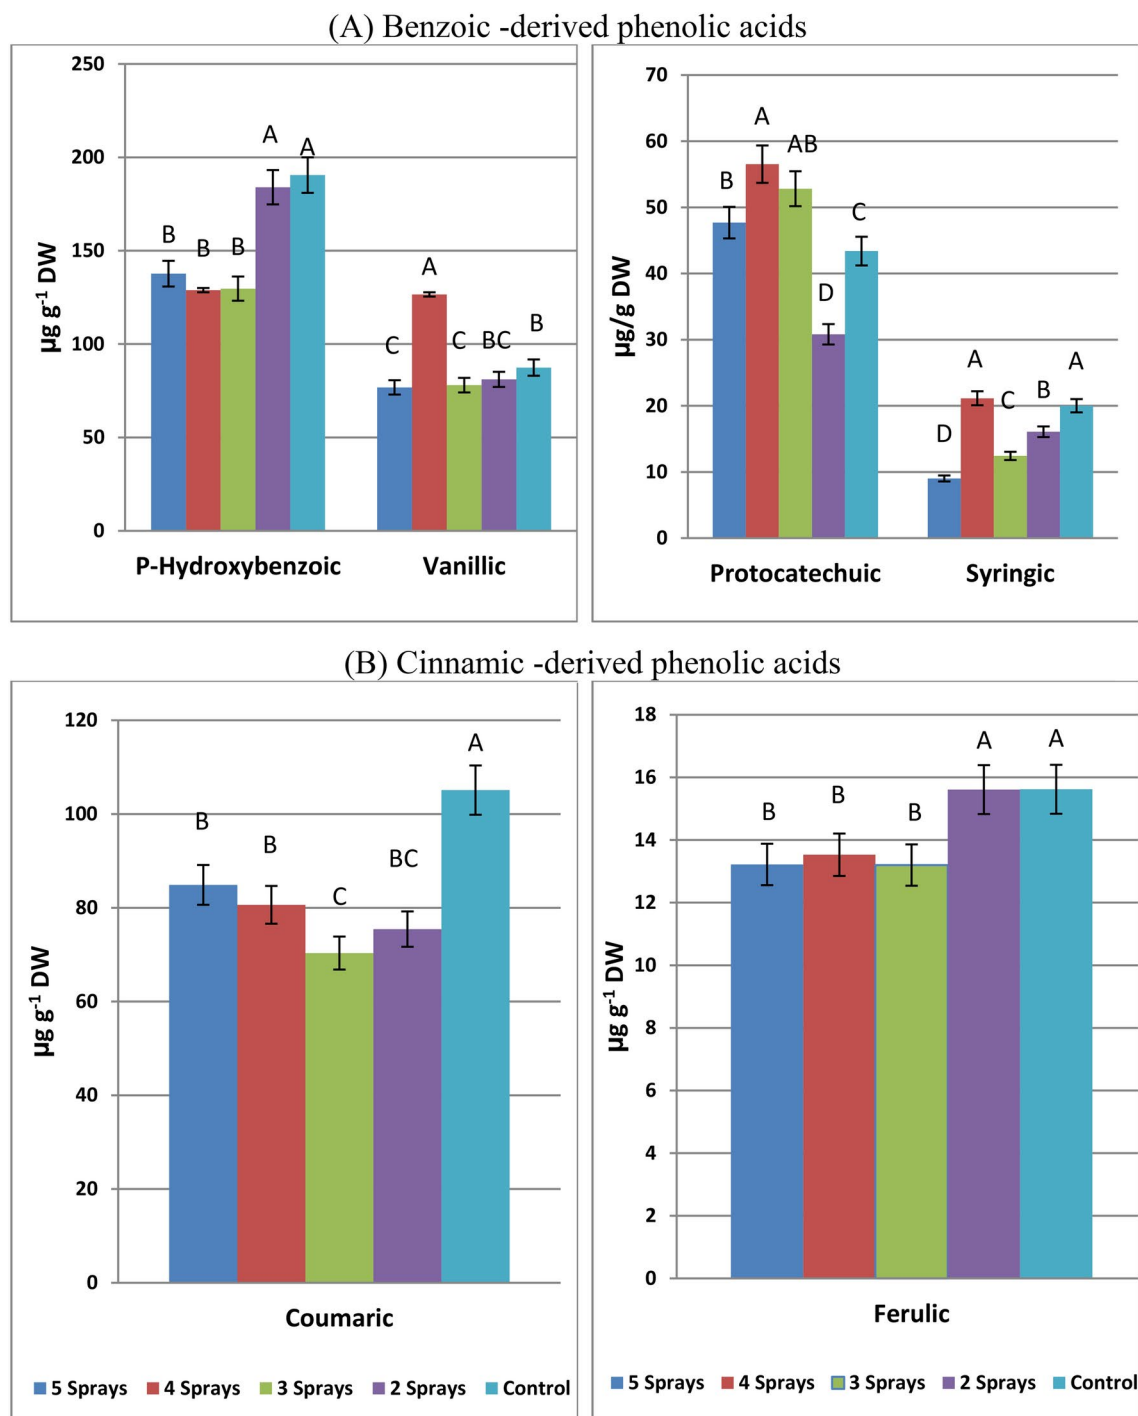 (A) Benzoic -derived phenolic acids
250
200
150
100
50
0
µg g⁻¹ DW
B B B A A
C A C BC B
P-Hydroxybenzoic Vanillic
70
60
50
40
30
20
10
0
µg/g DW
B A AB D C
D A C B A
Protocatechuic Syringic
(B) Cinnamic -derived phenolic acids
120
100
80
60
40
20
0
µg g⁻¹ DW
B B C BC A
Coumaric
5 Sprays 4 Sprays 3 Sprays 2 Sprays Control
18
16
14
12
10
8
6
4
2
0
µg g⁻¹ DW
B B B A A
Ferulic
5 Sprays 4 Sprays 3 Sprays 2 Sprays Control